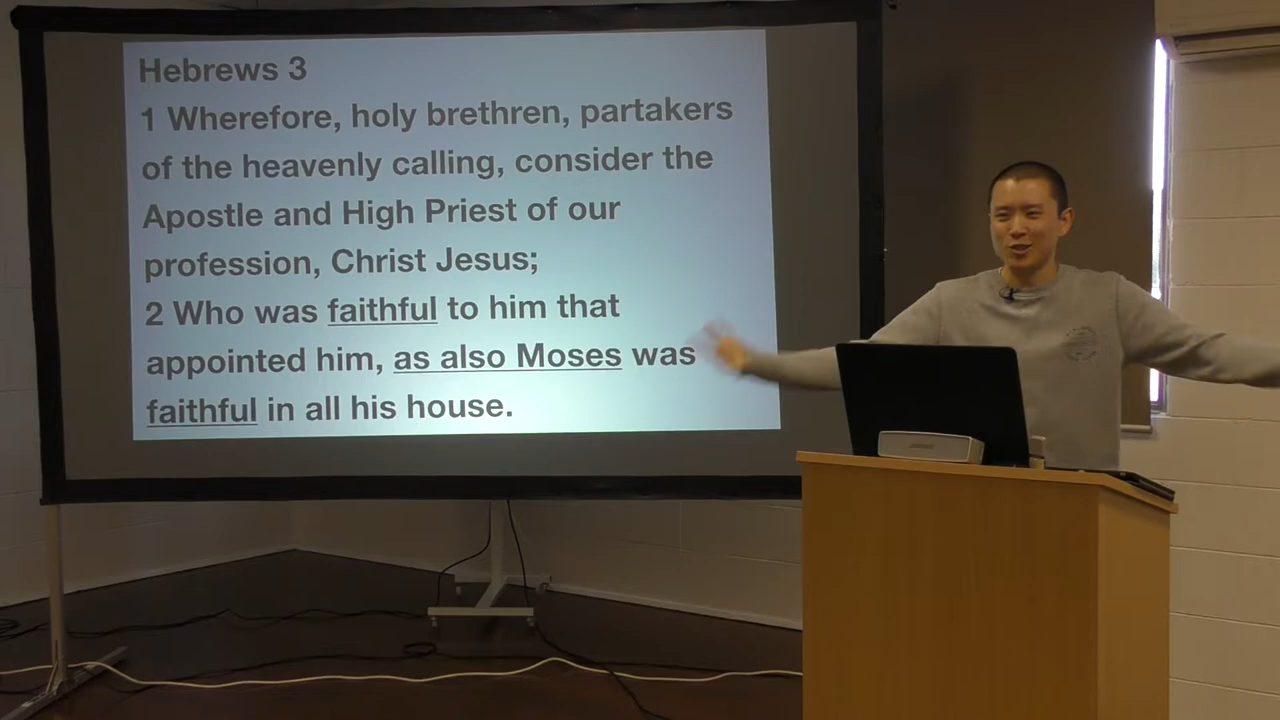 Hebrews 3
1 Wherefore, holy brethren, partakers
of the heavenly calling, consider the
Apostle and High Priest of our
profession, Christ Jesus;
2 Who was faithful to him that
appointed him, as also Moses was
faithful in all his house.